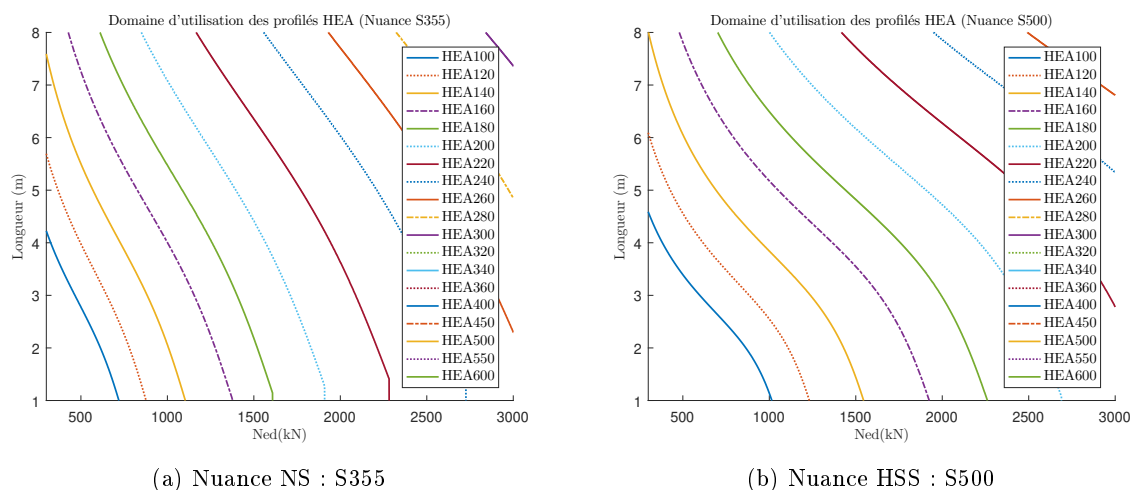 Domaine d'utilisation des profilés HEA (Nuance S355)
8
7
6
5
4
3
2
1
Longueur (m)
500
1000
1500
2000
2500
3000
Ned(kN)
HEA100
HEA120
HEA140
HEA160
HEA180
HEA200
HEA220
HEA240
HEA260
HEA280
HEA300
HEA320
HEA340
HEA360
HEA400
HEA450
HEA500
HEA550
HEA600
(a) Nuance NS : S355
Domaine d'utilisation des profilés HEA (Nuance S500)
8
7
6
5
4
3
2
1
Longueur (m)
500
1000
1500
2000
2500
3000
Ned(kN)
HEA100
HEA120
HEA140
HEA160
HEA180
HEA200
HEA220
HEA240
HEA260
HEA280
HEA300
HEA320
HEA340
HEA360
HEA400
HEA450
HEA500
HEA550
HEA600
(b) Nuance HSS : S500